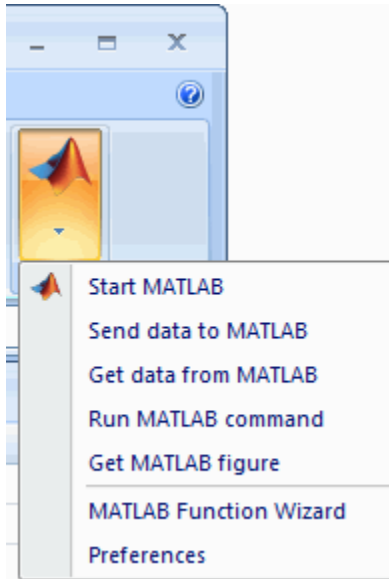 Start MATLAB
Send data to MATLAB
Get data from MATLAB
Run MATLAB command
Get MATLAB figure
MATLAB Function Wizard
Preferences